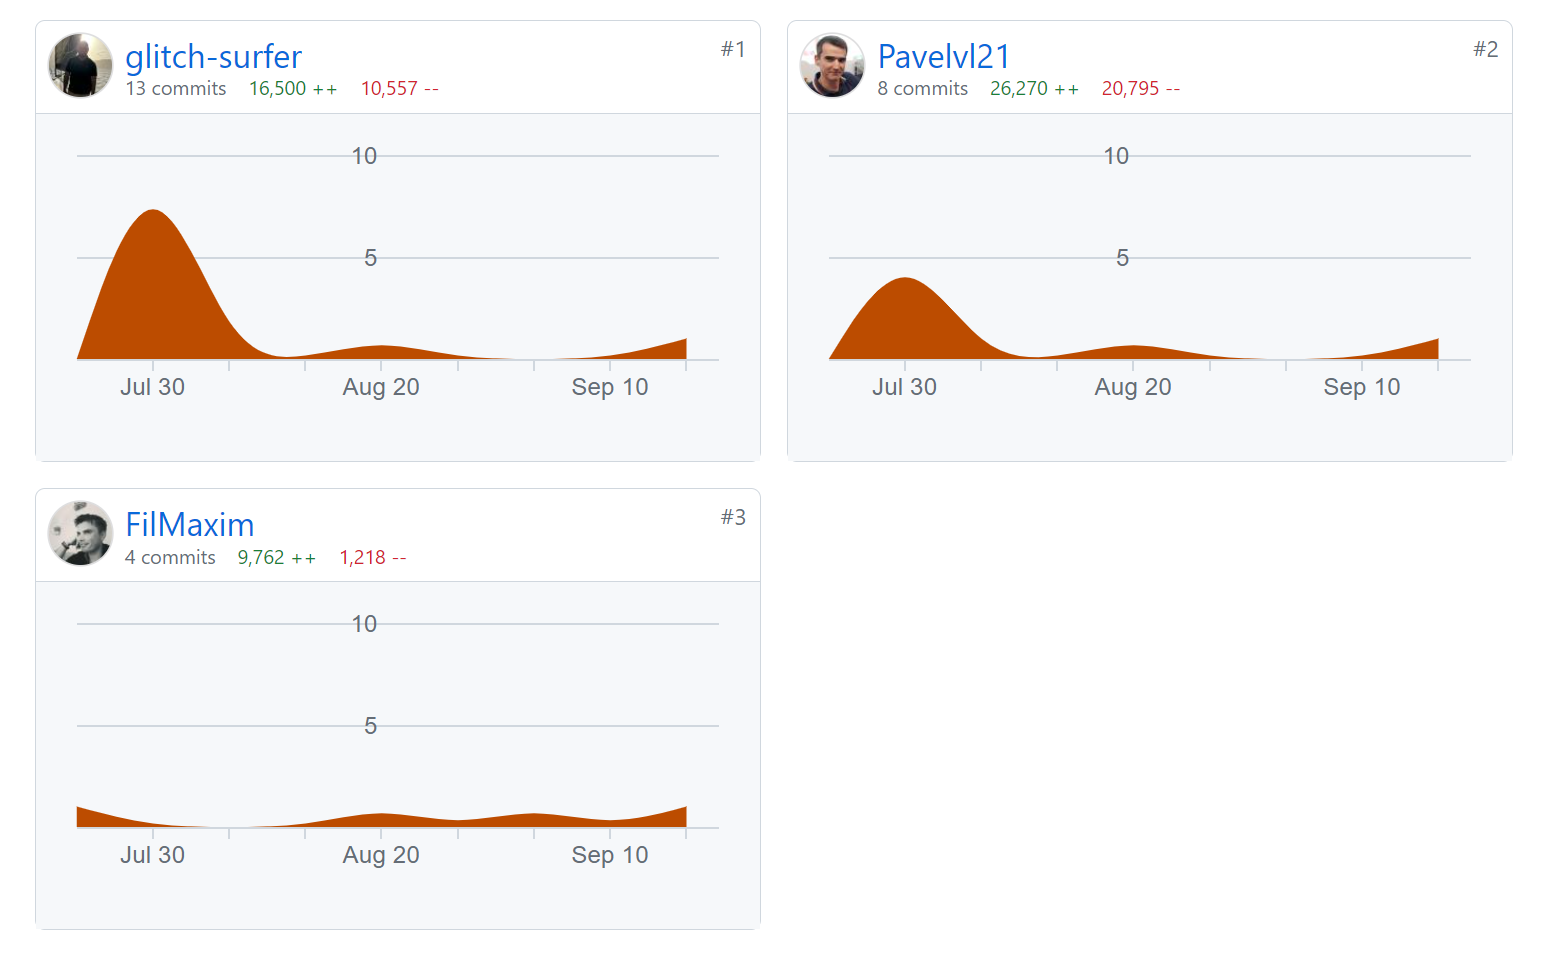 glitch-surfer
#1
13 commits 16,500 ++ 10,557 --
10
5
Jul 30 Aug 20 Sep 10
Pavelvl21
#2
8 commits 26,270 ++ 20,795 --
10
5
Jul 30 Aug 20 Sep 10
FilMaxim
#3
4 commits 9,762 ++ 1,218 --
10
5
Jul 30 Aug 20 Sep 10